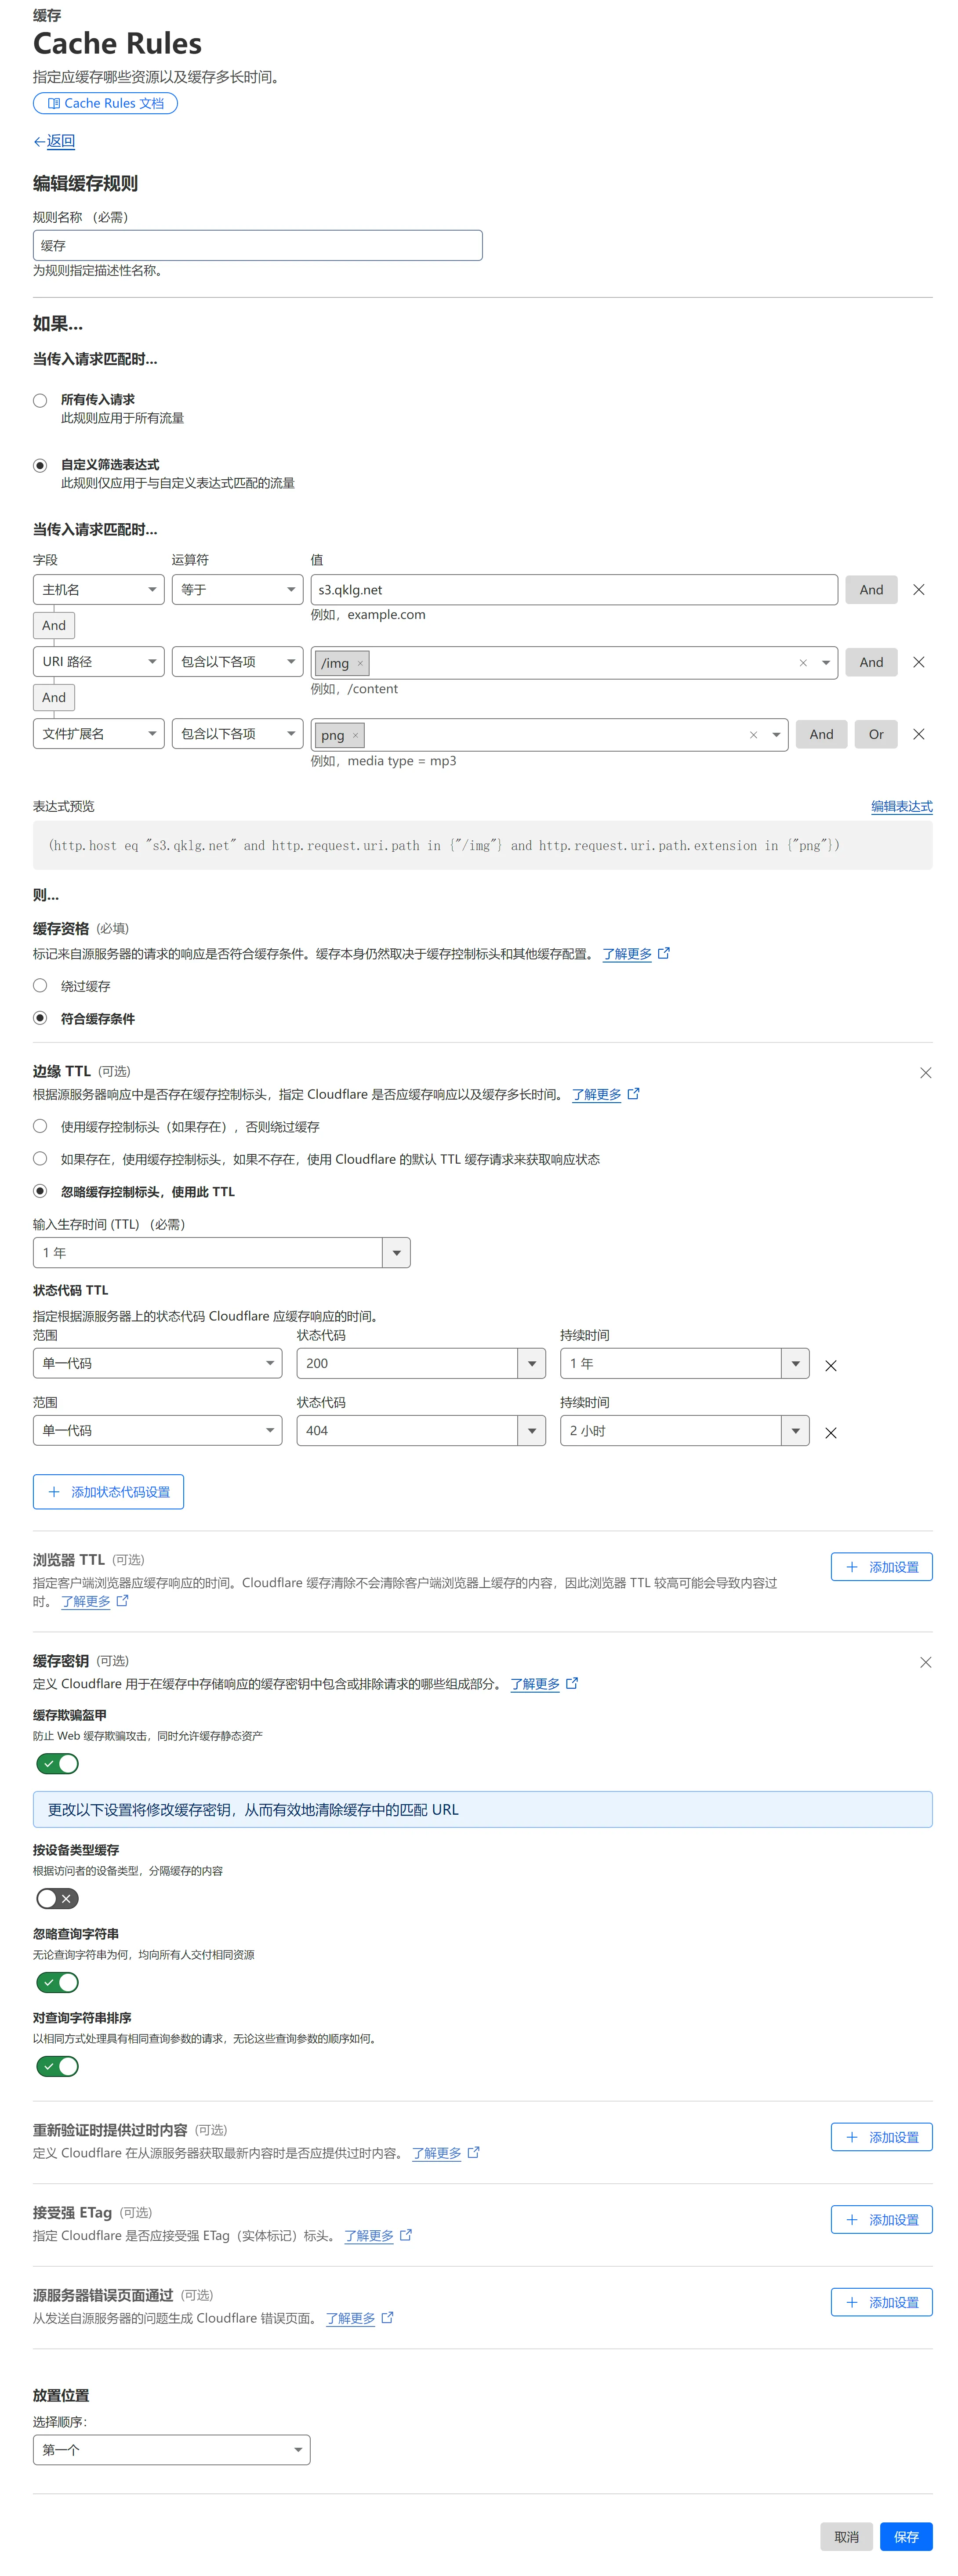 缓存
Cache Rules
指定应缓存哪些资源以及缓存多长时间。
Cache Rules 文档
←返回
编辑缓存规则
规则名称 （必需）
缓存
为规则指定描述性名称。
如果...
当传入请求匹配时...
所有传入请求
此规则应用于所有流量
自定义筛选表达式
此规则仅应用于与自定义表达式匹配的流量
当传入请求匹配时...
字段 运算符 值
主机名 等于 s3.qklg.net And
例如，example.com
And
URI 路径 包含以下各项 /img × And
例如，/content
And
文件扩展名 包含以下各项 png × And Or
例如，media type = mp3
表达式预览 编辑表达式
(http.host eq "s3.qklg.net" and http.request.uri.path in {"/img"} and http.request.uri.path.extension in {"png"})
则...
缓存资格 (必填)
标记来自源服务器的请求的响应是否符合缓存条件。缓存本身仍然取决于缓存控制标头和其他缓存配置。 了解更多
绕过缓存
符合缓存条件
边缘 TTL (可选)
根据源服务器响应中是否存在缓存控制标头，指定 Cloudflare 是否应缓存响应以及缓存多长时间。 了解更多
使用缓存控制标头（如果存在），否则绕过缓存
如果存在，使用缓存控制标头，如果不存在，使用 Cloudflare 的默认 TTL 缓存请求来获取响应状态
忽略缓存控制标头，使用此 TTL
输入生存时间 (TTL) （必需）
1 年
状态代码 TTL
指定根据源服务器上的状态代码 Cloudflare 应缓存响应的时间。
范围 状态代码 持续时间
单一代码 200 1 年
范围 状态代码 持续时间
单一代码 404 2 小时
+ 添加状态代码设置
浏览器 TTL (可选)
+ 添加设置
指定客户端浏览器应缓存响应的时间。Cloudflare 缓存清除不会清除客户端浏览器上缓存的内容，因此浏览器 TTL 较高可能会导致内容过
时。 了解更多
缓存密钥 (可选)
定义 Cloudflare 用于在缓存中存储响应的缓存密钥中包含或排除请求的哪些组成部分。 了解更多
缓存欺骗盔甲
防止 Web 缓存欺骗攻击，同时允许缓存静态资产
更改以下设置将修改缓存密钥，从而有效地清除缓存中的匹配 URL
按设备类型缓存
根据访问者的设备类型，分隔缓存的内容
忽略查询字符串
无论查询字符串为何，均向所有人交付相同资源
对查询字符串排序
以相同方式处理具有相同查询参数的请求，无论这些查询参数的顺序如何。
重新验证时提供过时内容 (可选)
+ 添加设置
定义 Cloudflare 在从源服务器获取最新内容时是否应提供过时内容。 了解更多
接受强 ETag (可选)
+ 添加设置
指定 Cloudflare 是否应接受强 ETag（实体标记）标头。 了解更多
源服务器错误页面通过 (可选)
+ 添加设置
从发送自源服务器的问题生成 Cloudflare 错误页面。 了解更多
放置位置
选择顺序：
第一个
取消 保存